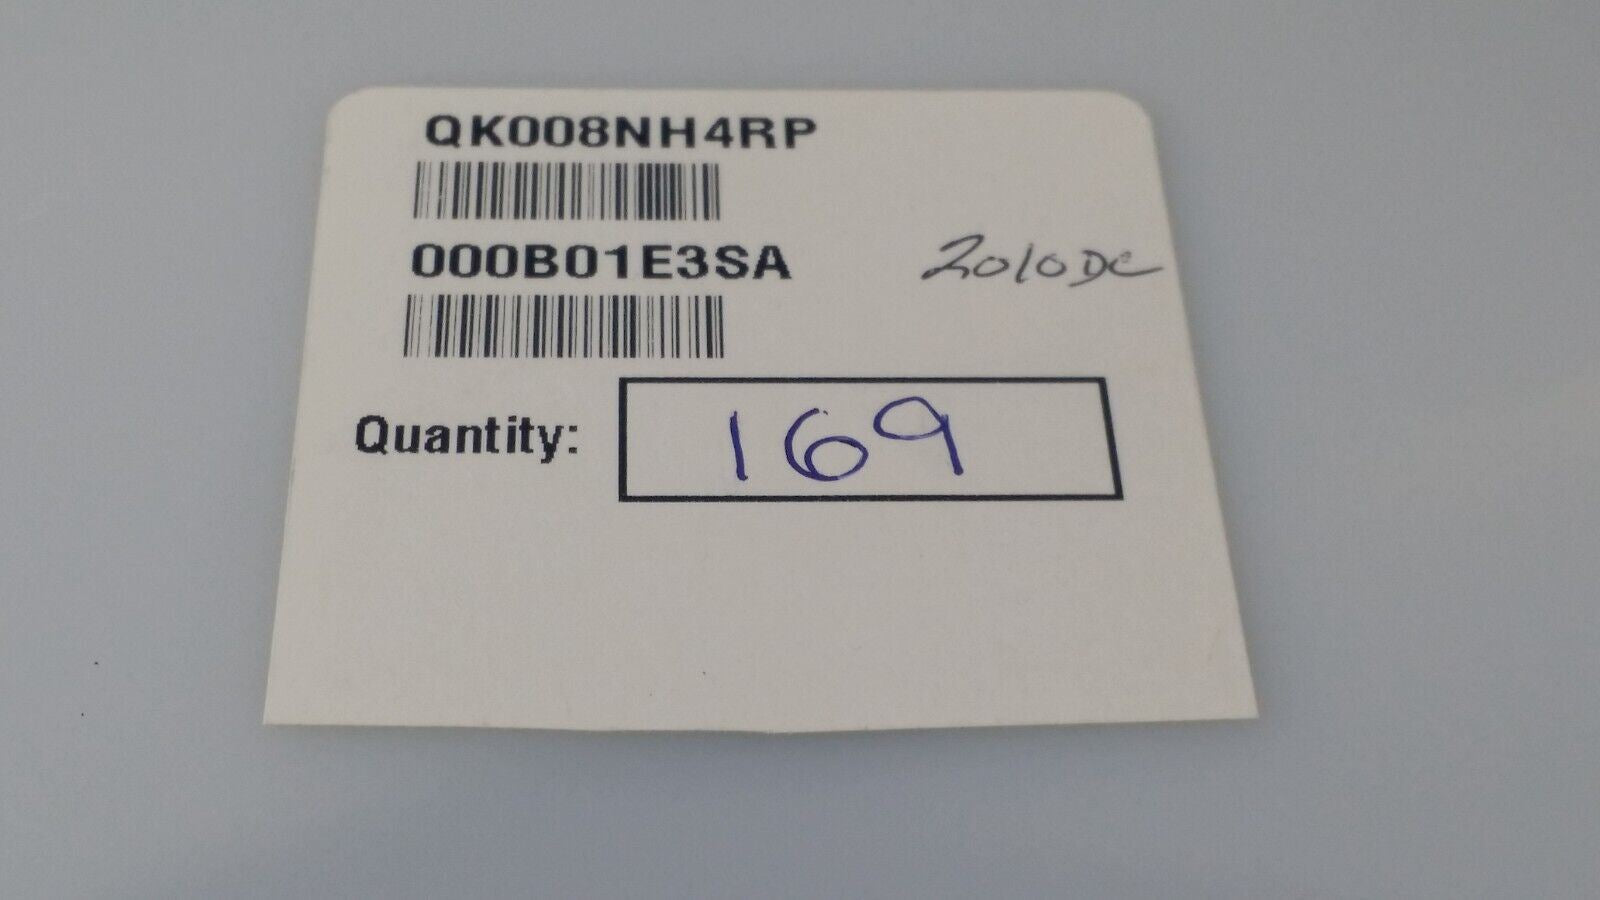 QK008NH4RP
000B01E3SA 2010DC
Quantity: 169